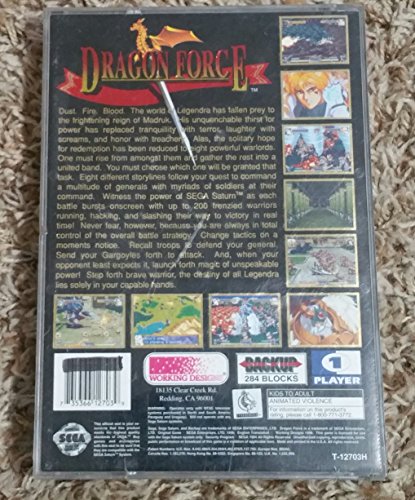 DRAGON FORCE™
Dust. Fire. Blood. The world of Legendra has fallen prey to
the frightening reign of Madruk. His unquenchable thirst for
power has replaced tranquility with terror, laughter with
screams, and honor with treachery. Alas, the solitary hope
for redemption has been reduced to eight powerful warlords.
One must rise from amongst them and gather the rest into a
united band. You must choose which one will be granted that
task. Eight different storylines follow your quest to command
a multitude of generals with myriads of soldiers at their
command. Witness the power of SEGA Saturn™ as each
battle bursts onscreen with up to 200 frenzied warriors
running, hacking, and slashing their way to victory in real
time! Never fear, however, because you are always in total
control of the overall battle strategy. Change tactics on a
moments notice. Recall troops to defend your general.
Send your Gargoyles forth to attack. And, when your
opponent least expects it, launch forth magic of unspeakable
power! Step forth brave warrior, the destiny of all Legendra
lies solely in your capable hands.
7 35366 12703
WORKING DESIGNS
18135 Clear Creek Rd.
Redding, CA 96001
BACKUP
284 BLOCKS
1
PLAYER
KIDS TO ADULT
ANIMATED VIOLENCE
SEGA
T-12703H